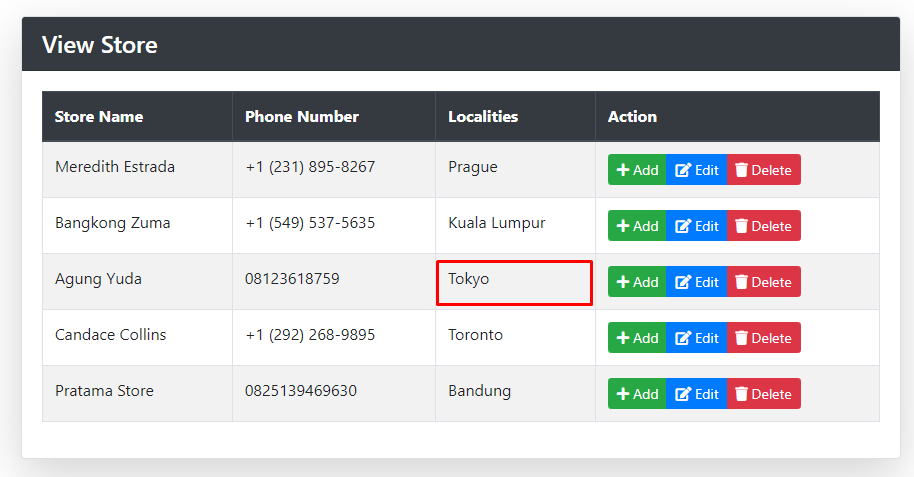 View Store
Store Name Phone Number Localities Action
Meredith Estrada +1 (231) 895-8267 Prague Add Edit Delete
Bangkong Zuma +1 (549) 537-5635 Kuala Lumpur Add Edit Delete
Agung Yuda 08123618759 Tokyo Add Edit Delete
Candace Collins +1 (292) 268-9895 Toronto Add Edit Delete
Pratama Store 0825139469630 Bandung Add Edit Delete